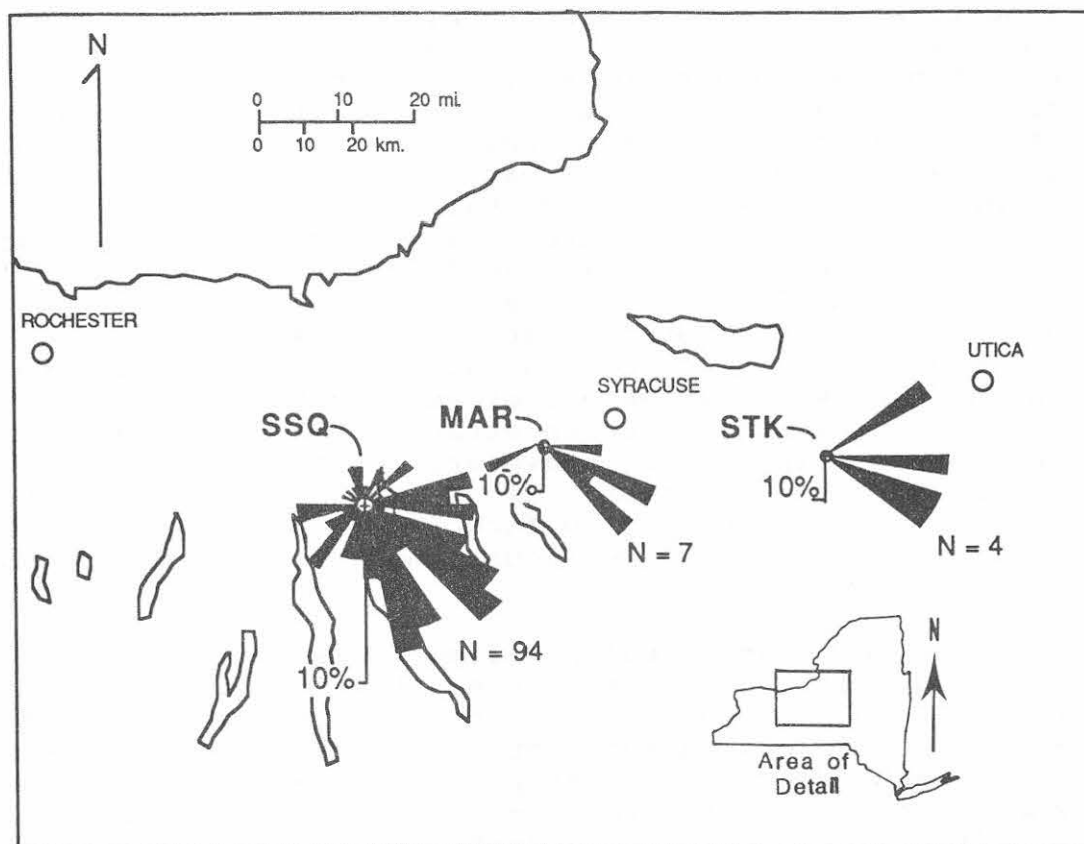 N
0 10 20 mi.
0 10 20 km.
ROCHESTER
UTICA
SYRACUSE
SSQ
MAR
STK
10%
10%
N = 7
N = 4
N = 94
10%
N
Area of
Detail